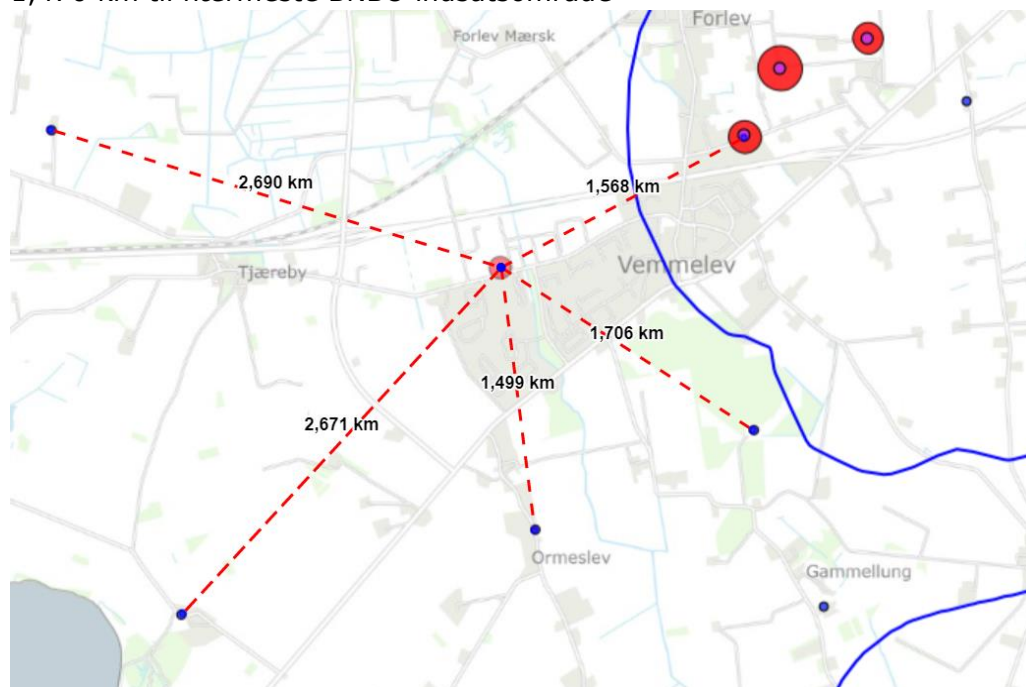 Forlev
Forlev Mærsk
2,690 km
1,568 km
Tjæreby
Vemmelev
1,706 km
1,499 km
2,671 km
Ormeslev
Gammellung